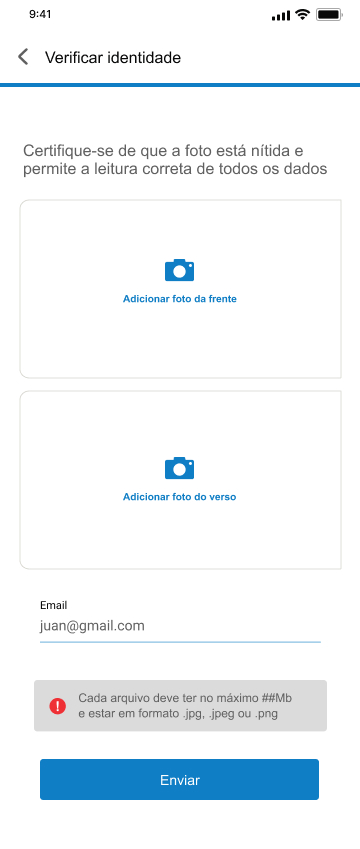 9:41
Verificar identidade
Certifique-se de que a foto está nítida e
permite a leitura correta de todos os dados
Adicionar foto da frente
Adicionar foto do verso
Email
juan@gmail.com
Cada arquivo deve ter no máximo ##Mb
e estar em formato .jpg, .jpeg ou .png
Enviar